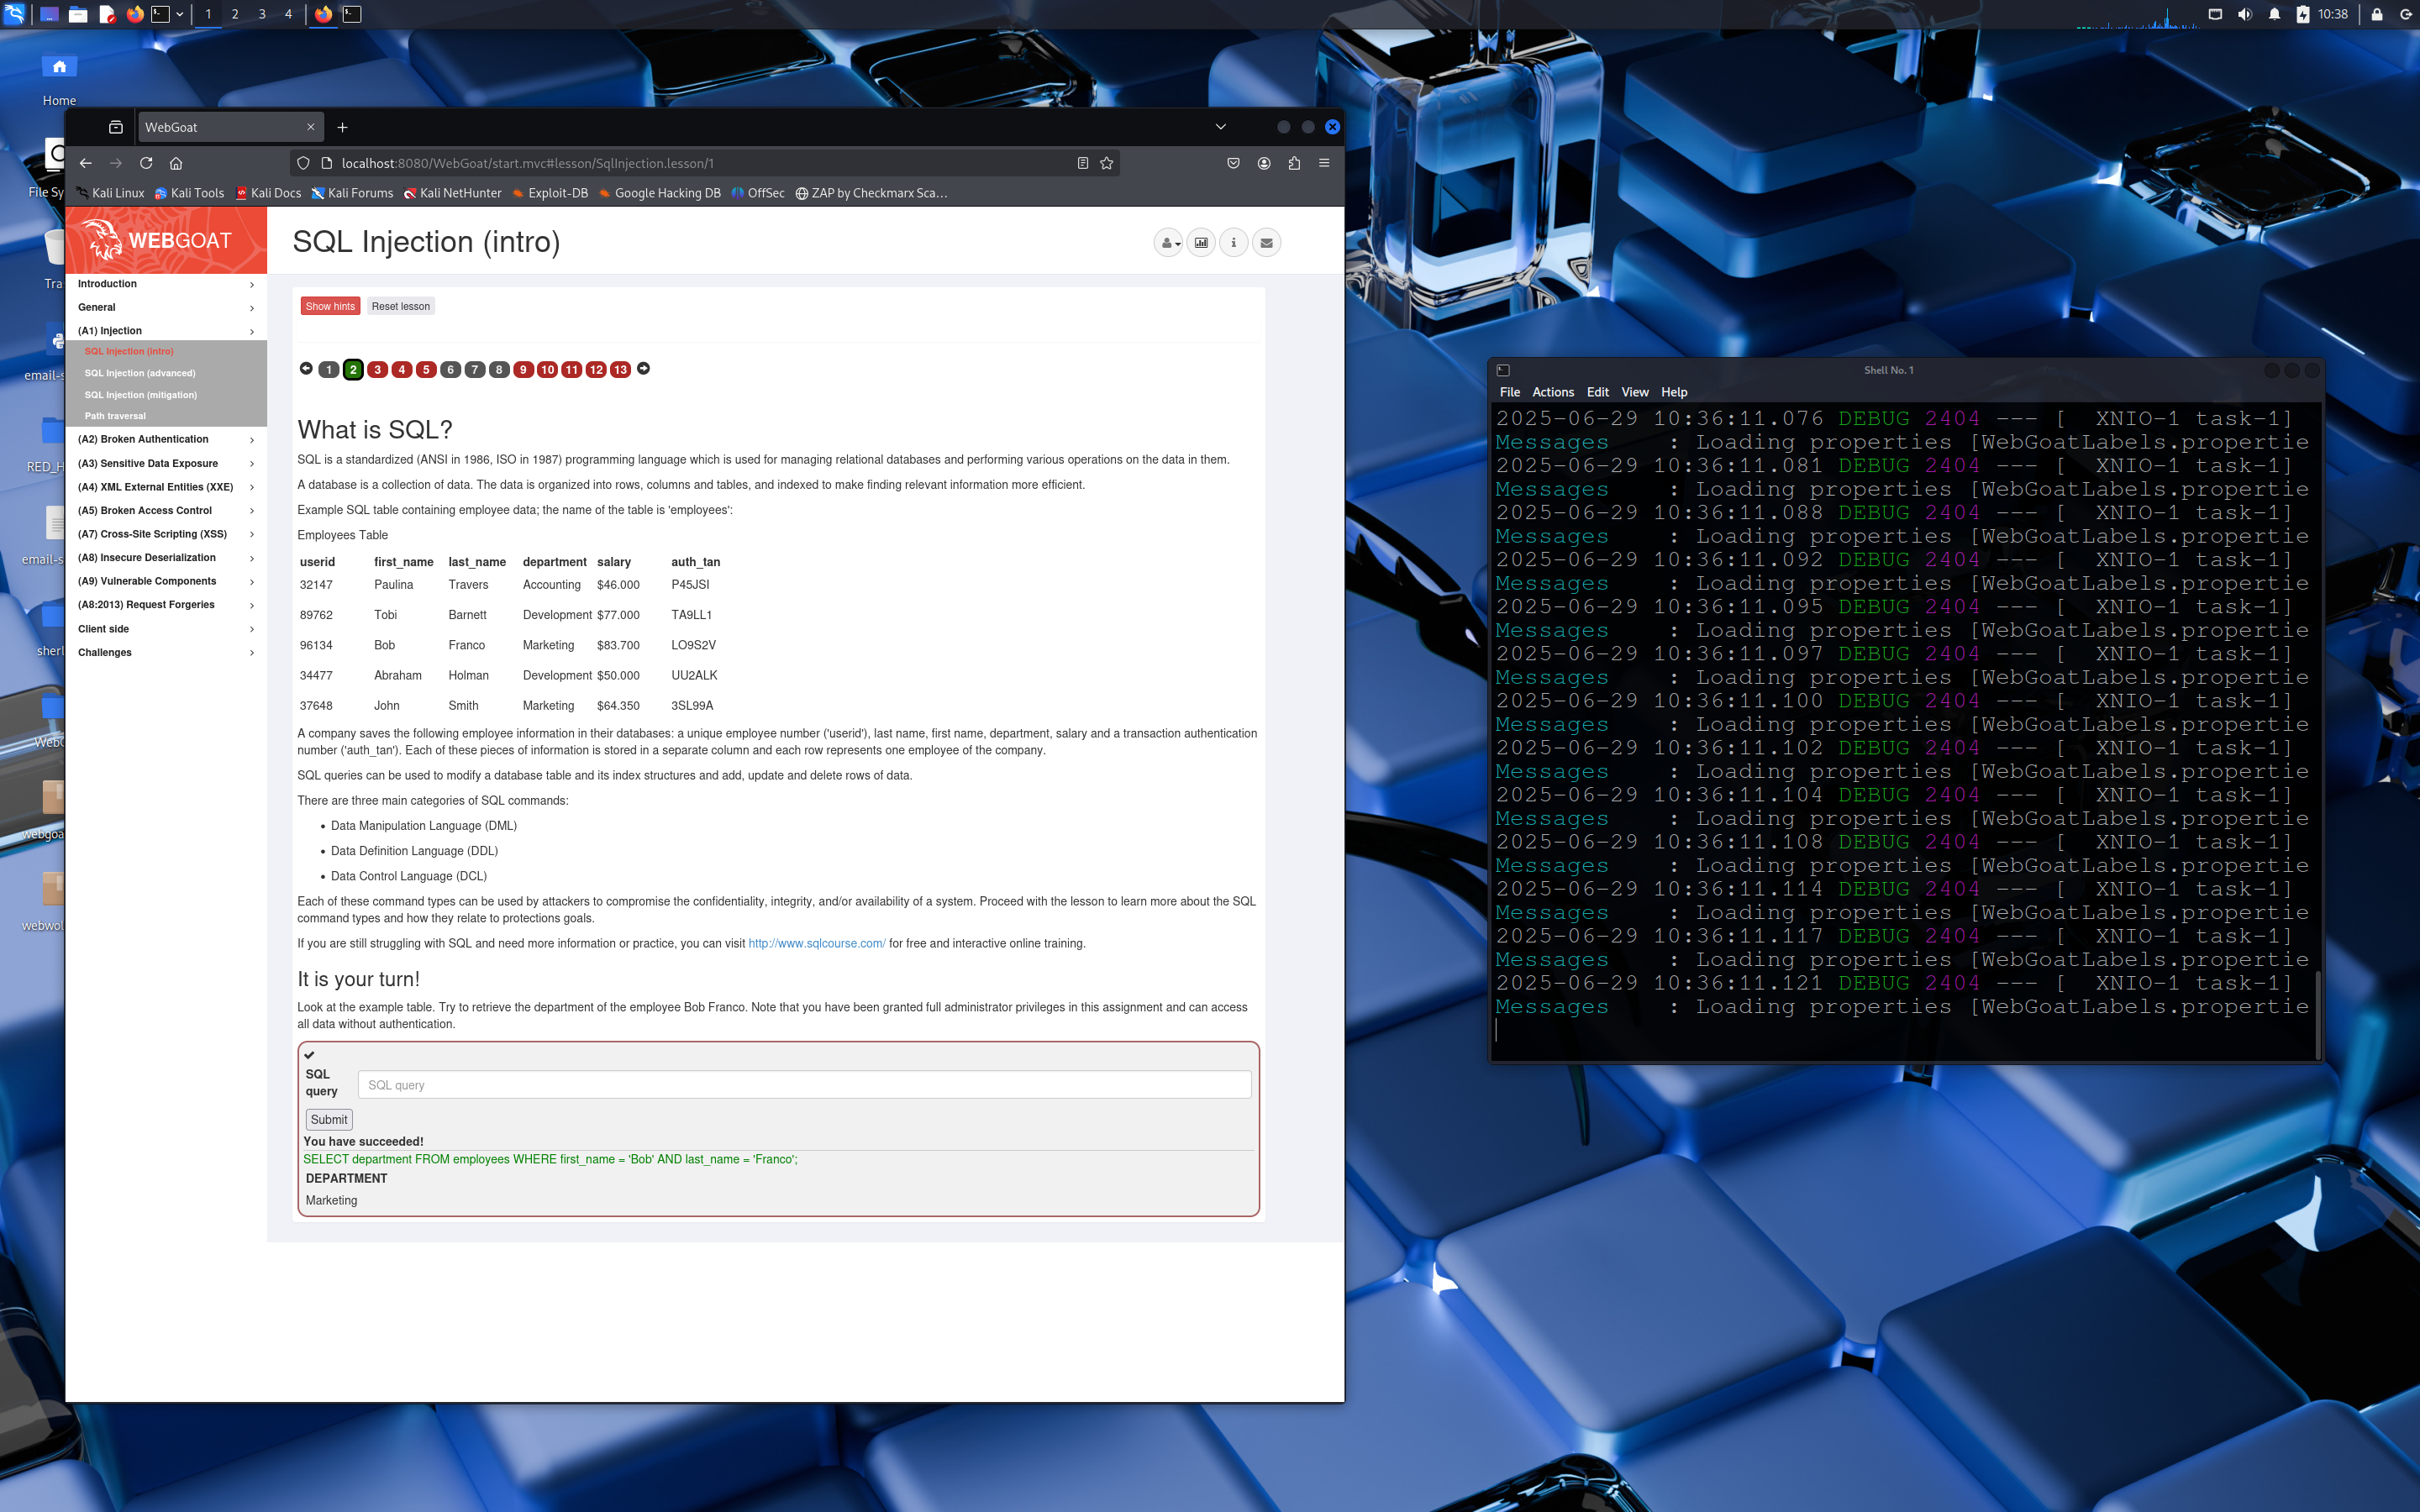 1 2 3 4 10:38
Home
File Sy
Tra
email-s
RED_H
email-s
sherl
WebG
webgoa
webwol
WebGoat
localhost:8080/WebGoat/start.mvc#lesson/SqlInjection.lesson/1
Kali Linux Kali Tools Kali Docs Kali Forums Kali NetHunter Exploit-DB Google Hacking DB OffSec ZAP by Checkmarx Sca…
WEBGOAT
Introduction
General
(A1) Injection
SQL Injection (intro)
SQL Injection (advanced)
SQL Injection (mitigation)
Path traversal
(A2) Broken Authentication
(A3) Sensitive Data Exposure
(A4) XML External Entities (XXE)
(A5) Broken Access Control
(A7) Cross-Site Scripting (XSS)
(A8) Insecure Deserialization
(A9) Vulnerable Components
(A8:2013) Request Forgeries
Client side
Challenges
SQL Injection (intro)
Show hints Reset lesson
1 2 3 4 5 6 7 8 9 10 11 12 13
What is SQL?
SQL is a standardized (ANSI in 1986, ISO in 1987) programming language which is used for managing relational databases and performing various operations on the data in them.
A database is a collection of data. The data is organized into rows, columns and tables, and indexed to make finding relevant information more efficient.
Example SQL table containing employee data; the name of the table is 'employees':
Employees Table
userid first_name last_name department salary auth_tan
32147 Paulina Travers Accounting $46.000 P45JSI
89762 Tobi Barnett Development $77.000 TA9LL1
96134 Bob Franco Marketing $83.700 LO9S2V
34477 Abraham Holman Development $50.000 UU2ALK
37648 John Smith Marketing $64.350 3SL99A
A company saves the following employee information in their databases: a unique employee number ('userid'), last name, first name, department, salary and a transaction authentication
number ('auth_tan'). Each of these pieces of information is stored in a separate column and each row represents one employee of the company.
SQL queries can be used to modify a database table and its index structures and add, update and delete rows of data.
There are three main categories of SQL commands:
• Data Manipulation Language (DML)
• Data Definition Language (DDL)
• Data Control Language (DCL)
Each of these command types can be used by attackers to compromise the confidentiality, integrity, and/or availability of a system. Proceed with the lesson to learn more about the SQL
command types and how they relate to protections goals.
If you are still struggling with SQL and need more information or practice, you can visit http://www.sqlcourse.com/ for free and interactive online training.
It is your turn!
Look at the example table. Try to retrieve the department of the employee Bob Franco. Note that you have been granted full administrator privileges in this assignment and can access
all data without authentication.
SQL
query
SQL query
Submit
You have succeeded!
SELECT department FROM employees WHERE first_name = 'Bob' AND last_name = 'Franco';
DEPARTMENT
Marketing
Shell No. 1
File Actions Edit View Help
2025-06-29 10:36:11.076 DEBUG 2404 --- [ XNIO-1 task-1]
Messages : Loading properties [WebGoatLabels.propertie
2025-06-29 10:36:11.081 DEBUG 2404 --- [ XNIO-1 task-1]
Messages : Loading properties [WebGoatLabels.propertie
2025-06-29 10:36:11.088 DEBUG 2404 --- [ XNIO-1 task-1]
Messages : Loading properties [WebGoatLabels.propertie
2025-06-29 10:36:11.092 DEBUG 2404 --- [ XNIO-1 task-1]
Messages : Loading properties [WebGoatLabels.propertie
2025-06-29 10:36:11.095 DEBUG 2404 --- [ XNIO-1 task-1]
Messages : Loading properties [WebGoatLabels.propertie
2025-06-29 10:36:11.097 DEBUG 2404 --- [ XNIO-1 task-1]
Messages : Loading properties [WebGoatLabels.propertie
2025-06-29 10:36:11.100 DEBUG 2404 --- [ XNIO-1 task-1]
Messages : Loading properties [WebGoatLabels.propertie
2025-06-29 10:36:11.102 DEBUG 2404 --- [ XNIO-1 task-1]
Messages : Loading properties [WebGoatLabels.propertie
2025-06-29 10:36:11.104 DEBUG 2404 --- [ XNIO-1 task-1]
Messages : Loading properties [WebGoatLabels.propertie
2025-06-29 10:36:11.108 DEBUG 2404 --- [ XNIO-1 task-1]
Messages : Loading properties [WebGoatLabels.propertie
2025-06-29 10:36:11.114 DEBUG 2404 --- [ XNIO-1 task-1]
Messages : Loading properties [WebGoatLabels.propertie
2025-06-29 10:36:11.117 DEBUG 2404 --- [ XNIO-1 task-1]
Messages : Loading properties [WebGoatLabels.propertie
2025-06-29 10:36:11.121 DEBUG 2404 --- [ XNIO-1 task-1]
Messages : Loading properties [WebGoatLabels.propertie